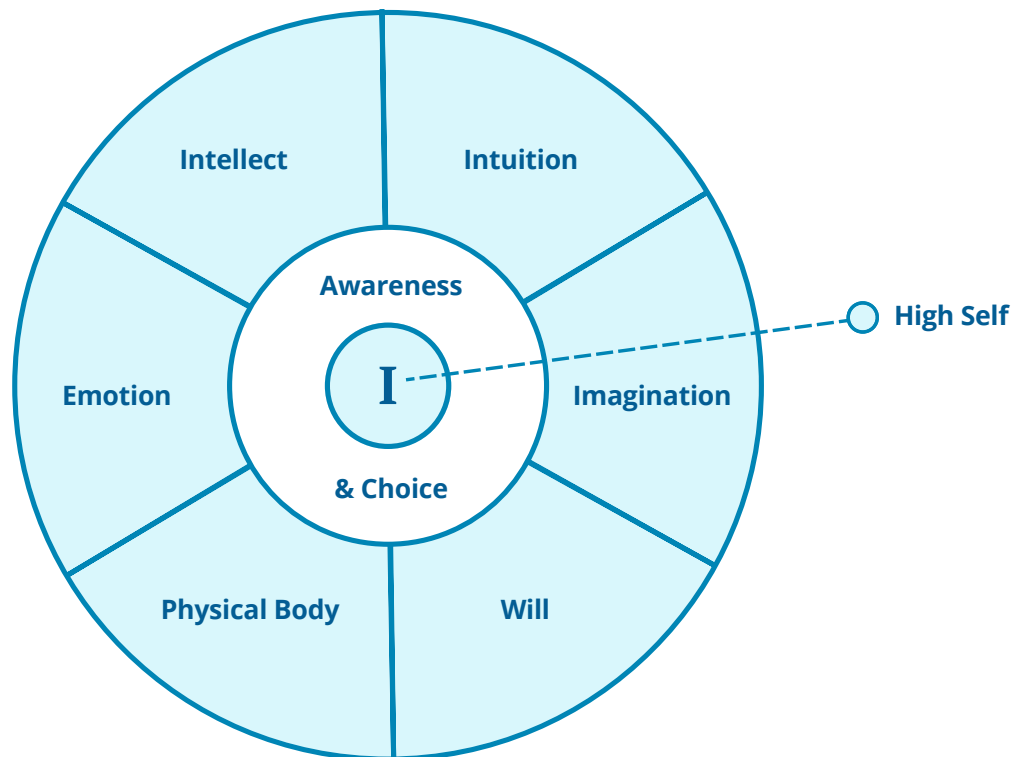 Intellect
Intuition
Awareness
High Self
I
Emotion
Imagination
& Choice
Physical Body
Will